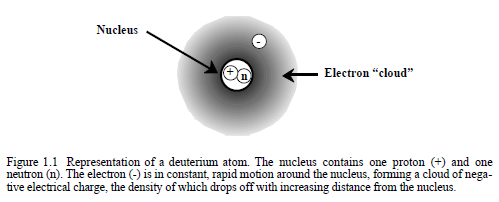 Nucleus
-
+
n
Electron “cloud”
Figure 1.1 Representation of a deuterium atom. The nucleus contains one proton (+) and one
neutron (n). The electron (-) is in constant, rapid motion around the nucleus, forming a cloud of nega-
tive electrical charge, the density of which drops off with increasing distance from the nucleus.